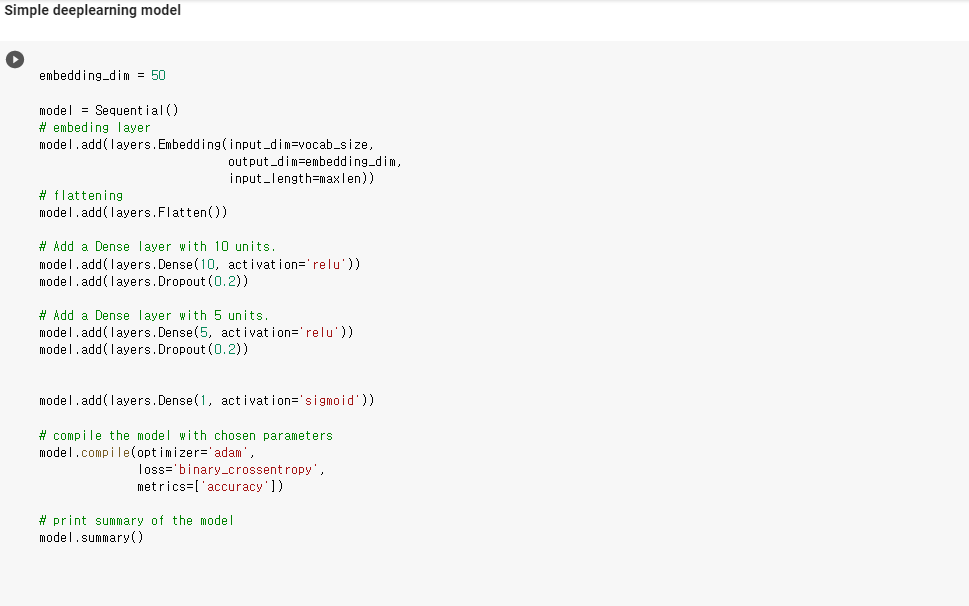 Simple deeplearning model
embedding_dim = 50
model = Sequential()
# embeding layer
model.add(layers.Embedding(input_dim=vocab_size,
output_dim=embedding_dim,
input_length=maxlen))
# flattening
model.add(layers.Flatten())
# Add a Dense layer with 10 units.
model.add(layers.Dense(10, activation='relu'))
model.add(layers.Dropout(0.2))
# Add a Dense layer with 5 units.
model.add(layers.Dense(5, activation='relu'))
model.add(layers.Dropout(0.2))
model.add(layers.Dense(1, activation='sigmoid'))
# compile the model with chosen parameters
model.compile(optimizer='adam',
loss='binary_crossentropy',
metrics=['accuracy'])
# print summary of the model
model.summary()